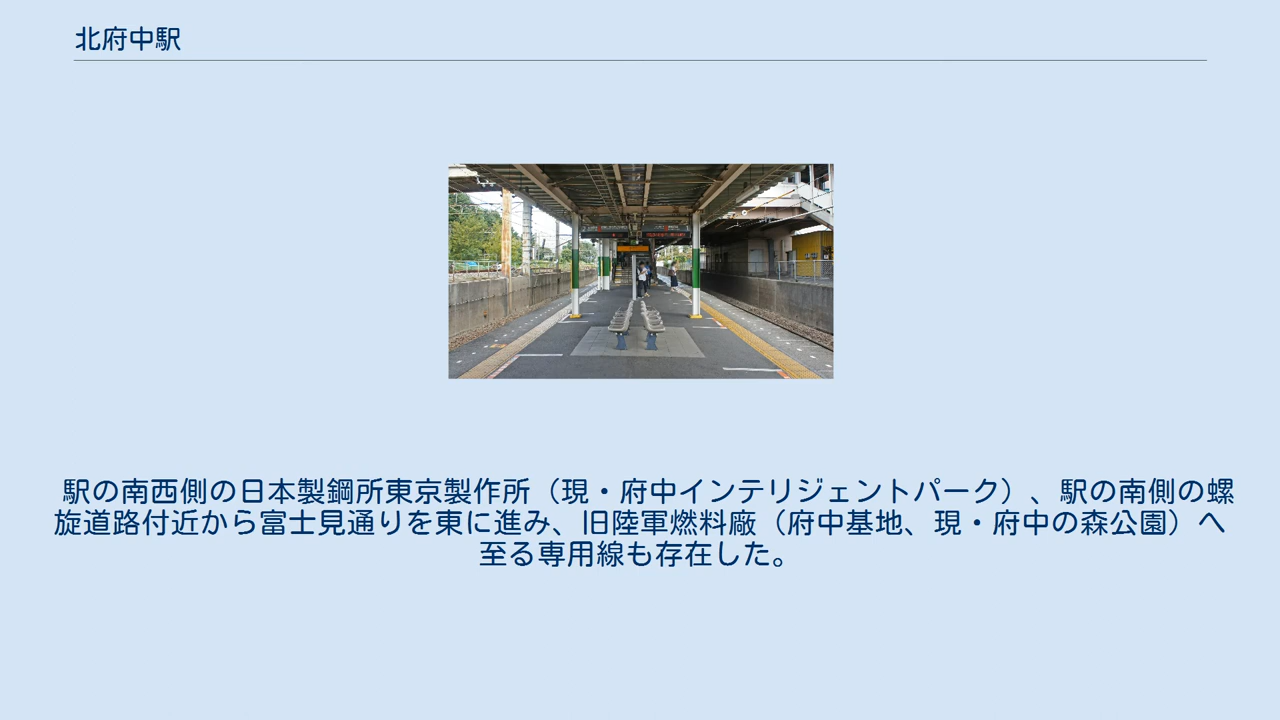 北府中駅
駅の南西側の日本製鋼所東京製作所（現・府中インテリジェントパーク）、駅の南側の螺
旋道路付近から富士見通りを東に進み、旧陸軍燃料廠（府中基地、現・府中の森公園）へ
至る専用線も存在した。